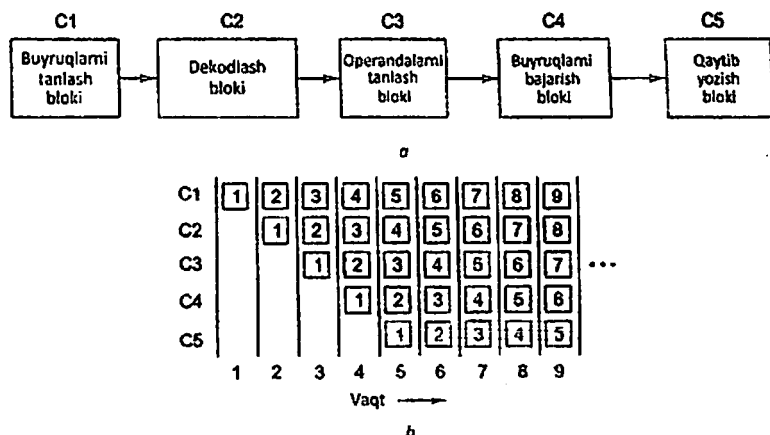 C1 C2 C3 C4 C5
Buyruqlami
tanlash
bloki
Dekodlash
bloki
Operandalami
tanlash
bloki
Buyruqlami
bajarish
bloki
Qaytib
yozish
bloki
a
C1 1 2 3 4 5 6 7 8 9
C2 1 2 3 4 5 6 7 8
C3 1 2 3 4 5 6 7 ...
C4 1 2 3 4 5 6
C5 1 2 3 4 5
1 2 3 4 5 6 7 8 9
Vaqt
b